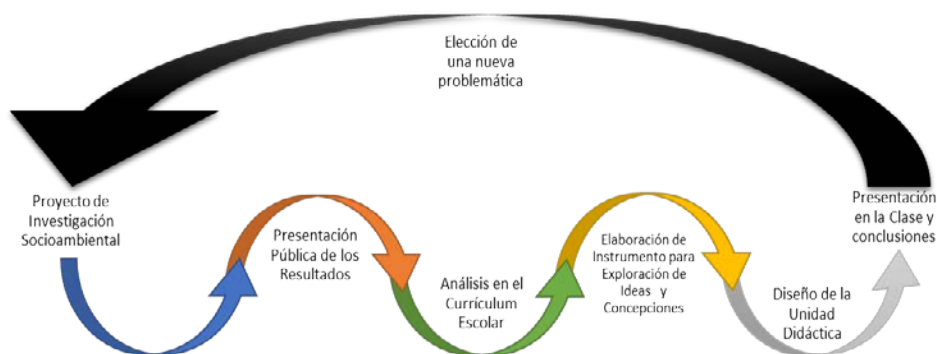 Elección de
una nueva
problemática
Proyecto de
Investigación
Socioambiental
Presentación
Pública de los
Resultados
Análisis en el
Currículum
Escolar
Elaboración de
Instrumento para
Exploración de
Ideas y
Concepciones
Diseño de la
Unidad
Didáctica
Presentación
en la Clase y
conclusiones